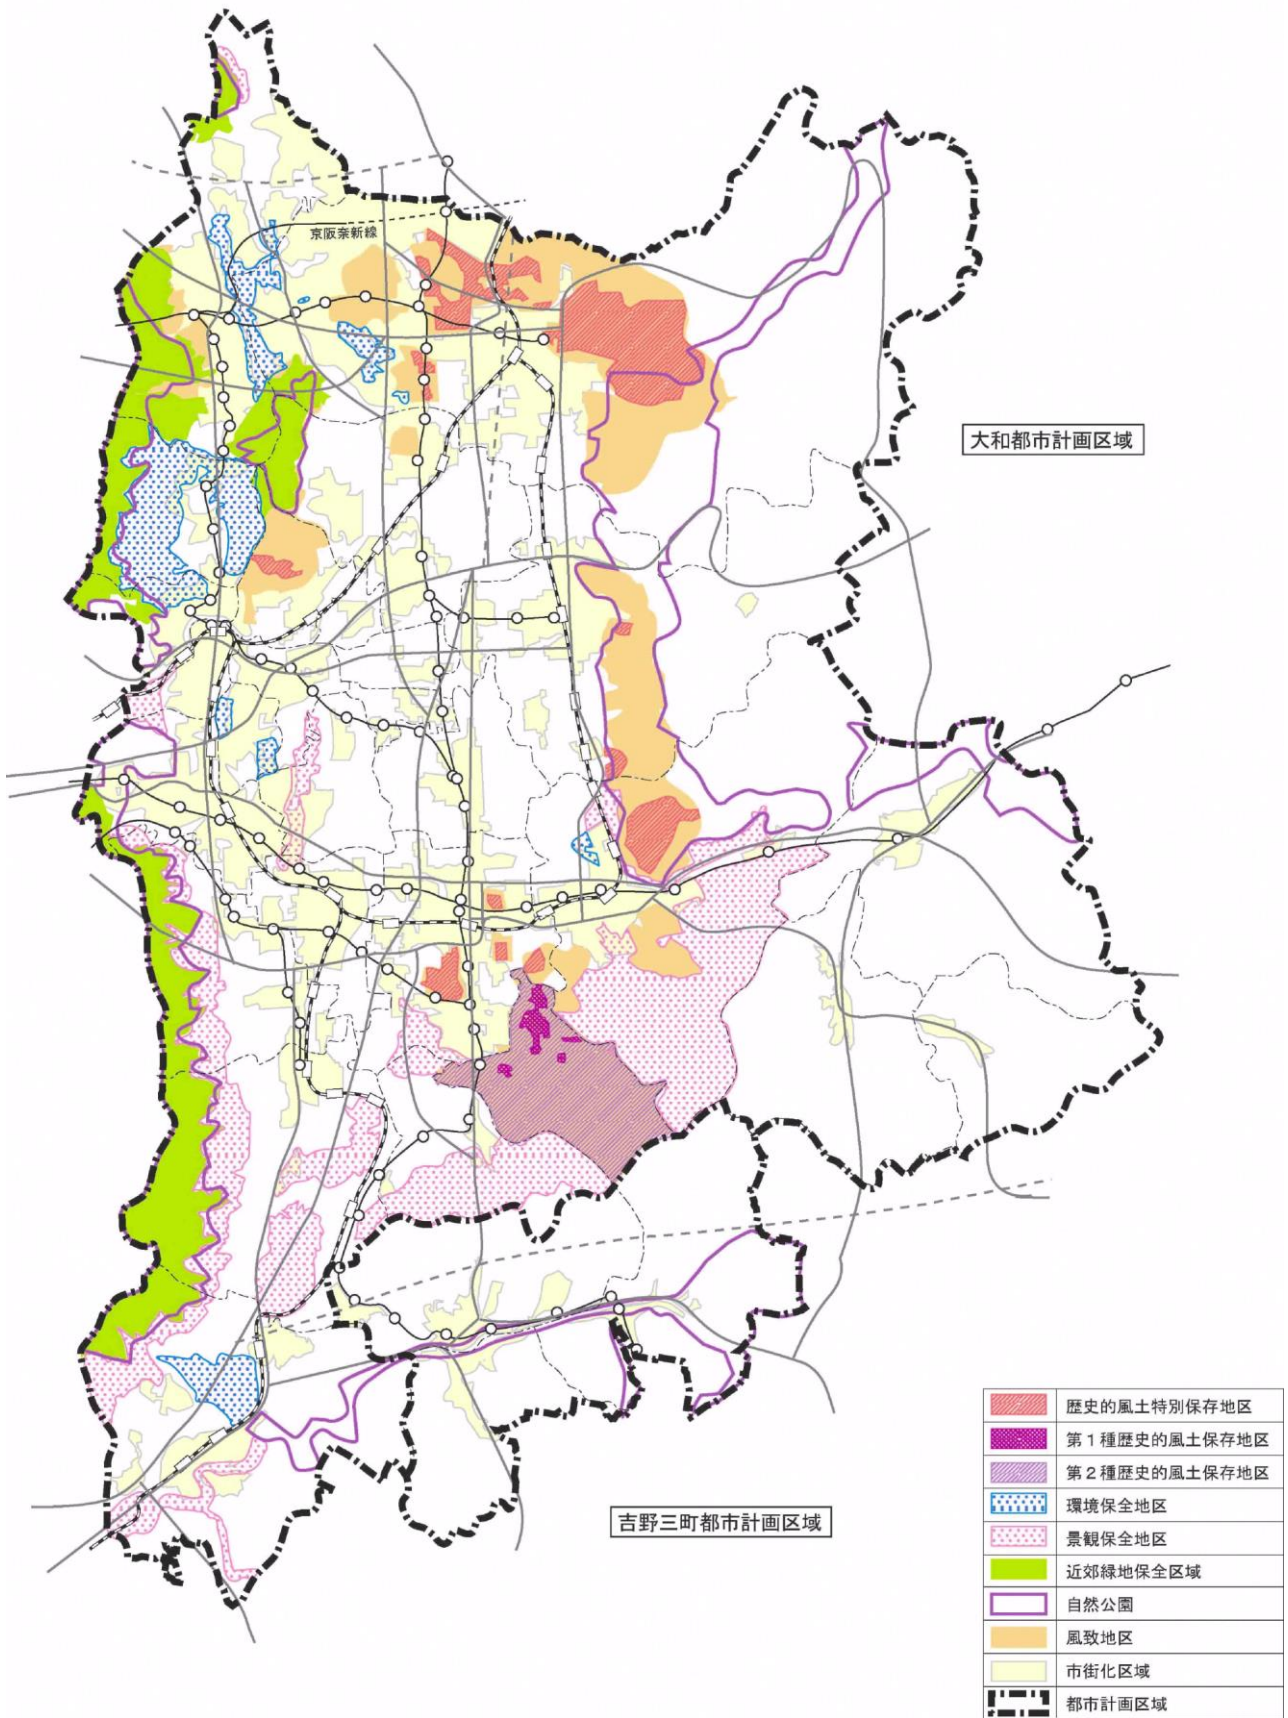 京阪奈新線
大和都市計画区域
吉野三町都市計画区域
歴史的風土特別保存地区
第1種歴史的風土保存地区
第2種歴史的風土保存地区
環境保全地区
景観保全地区
近郊緑地保全区域
自然公園
風致地区
市街化区域
都市計画区域